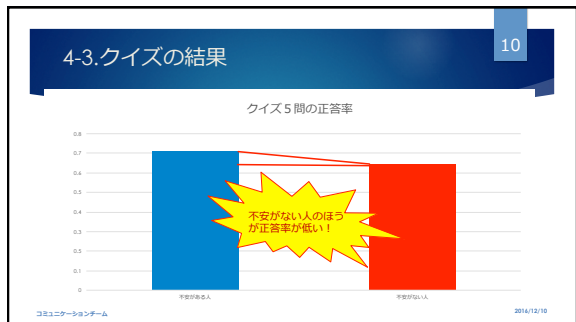 4-3.クイズの結果
10
クイズ5問の正答率
0.8
0.7
0.6
0.5
0.4
0.3
0.2
0.1
0
不安がない人のほう
が正答率が低い！
不安がある人
不安がない人
コミュニケーションチーム
2016/12/10